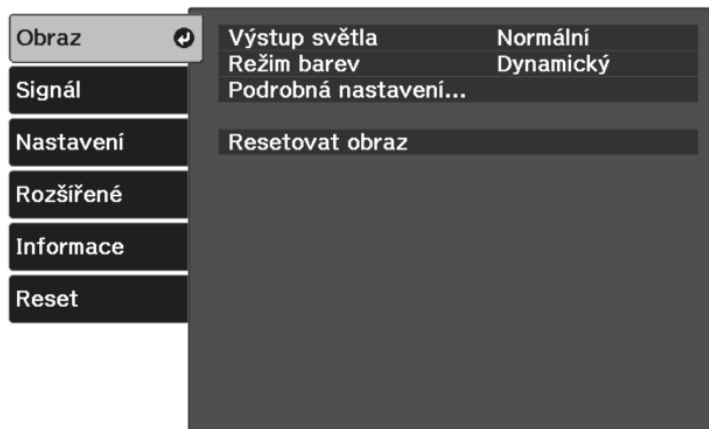 Obraz
Signál
Nastavení
Rozšířené
Informace
Reset
Výstup světla Normální
Režim barev Dynamický
Podrobná nastavení...
Resetovat obraz